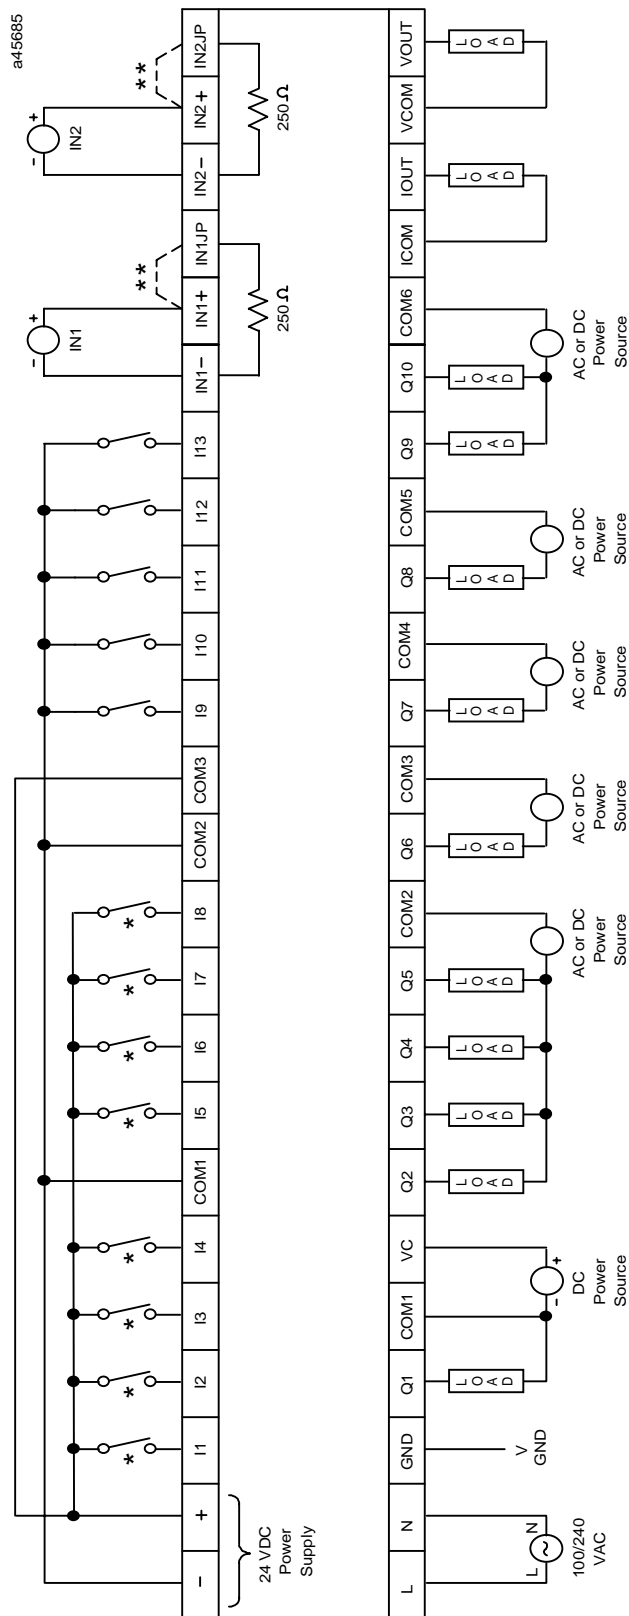 a45685
- +
IN1
- +
IN2
* * * * * * * *
** **
- + I1 I2 I3 I4 COM1 I5 I6 I7 I8 COM2 COM3 I9 I10 I11 I12 I13 IN1- IN1+ IN1JP IN2- IN2+ IN2JP
24 VDC
Power
Supply
250 Ω
250 Ω
L N GND Q1 COM1 VC Q2 Q3 Q4 Q5 COM2 Q6 COM3 Q7 COM4 Q8 COM5 Q9 Q10 COM6 ICOM IOUT VCOM VOUT
LOAD
LOAD
LOAD
LOAD
LOAD
LOAD
LOAD
LOAD
LOAD
LOAD
LOAD
LOAD
L N
100/240
VAC
V
GND
- +
DC
Power
Source
AC or DC
Power
Source
AC or DC
Power
Source
AC or DC
Power
Source
AC or DC
Power
Source
AC or DC
Power
Source